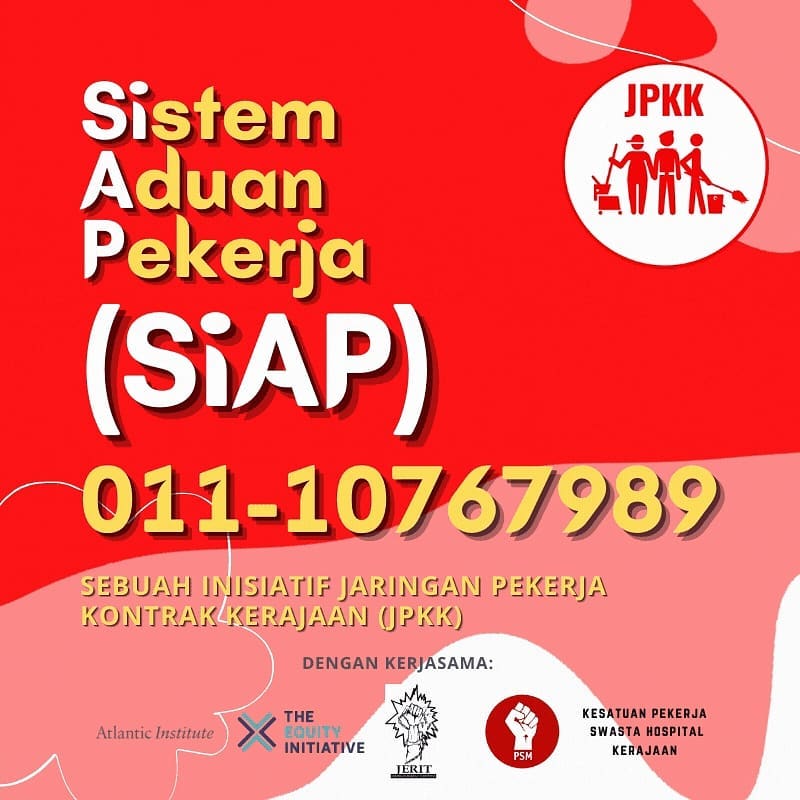 Sistem
Aduan
Pekerja
(SiAP)
JPKK
011-10767989
SEBUAH INISIATIF JARINGAN PEKERJA
KONTRAK KERAJAAN (JPKK)
DENGAN KERJASAMA:
Atlantic Institute
THE
EQUITY
INITIATIVE
JERIT
PSM
KESATUAN PEKERJA
SWASTA HOSPITAL
KERAJAAN